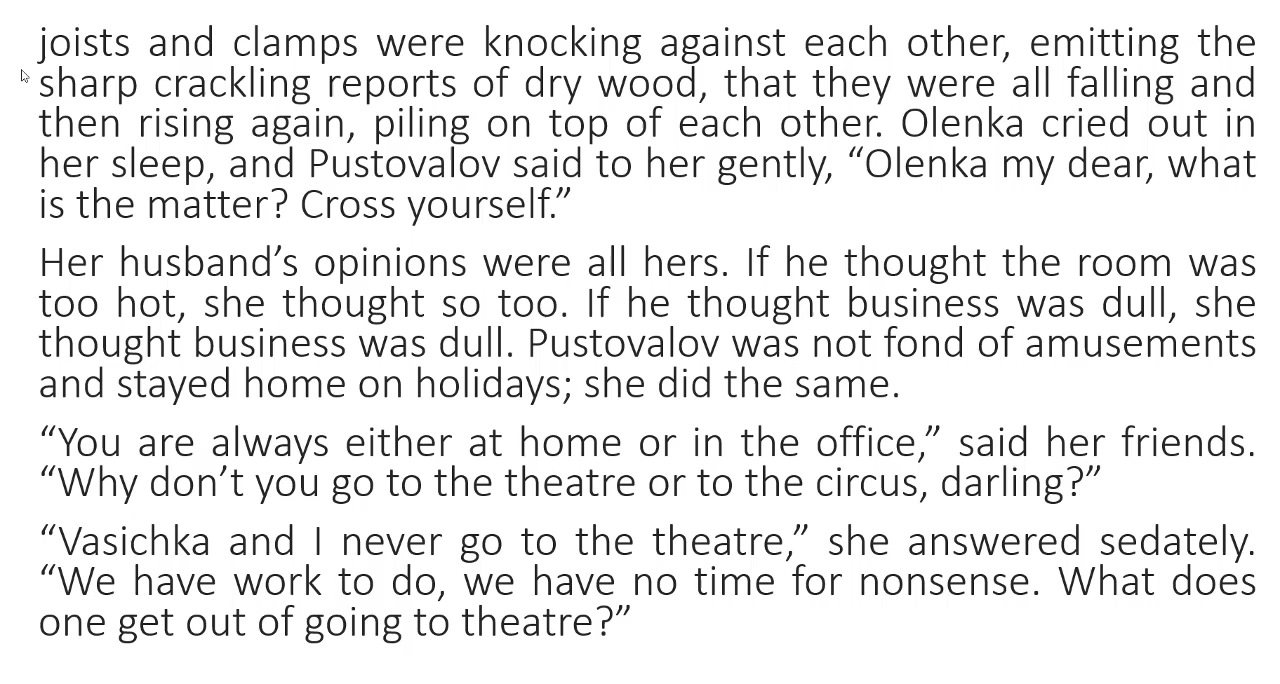 joists and clamps were knocking against each other, emitting the
sharp crackling reports of dry wood, that they were all falling and
then rising again, piling on top of each other. Olenka cried out in
her sleep, and Pustovalov said to her gently, “Olenka my dear, what
is the matter? Cross yourself.”
Her husband’s opinions were all hers. If he thought the room was
too hot, she thought so too. If he thought business was dull, she
thought business was dull. Pustovalov was not fond of amusements
and stayed home on holidays; she did the same.
“You are always either at home or in the office,” said her friends.
“Why don’t you go to the theatre or to the circus, darling?”
“Vasichka and I never go to the theatre,” she answered sedately.
“We have work to do, we have no time for nonsense. What does
one get out of going to theatre?”